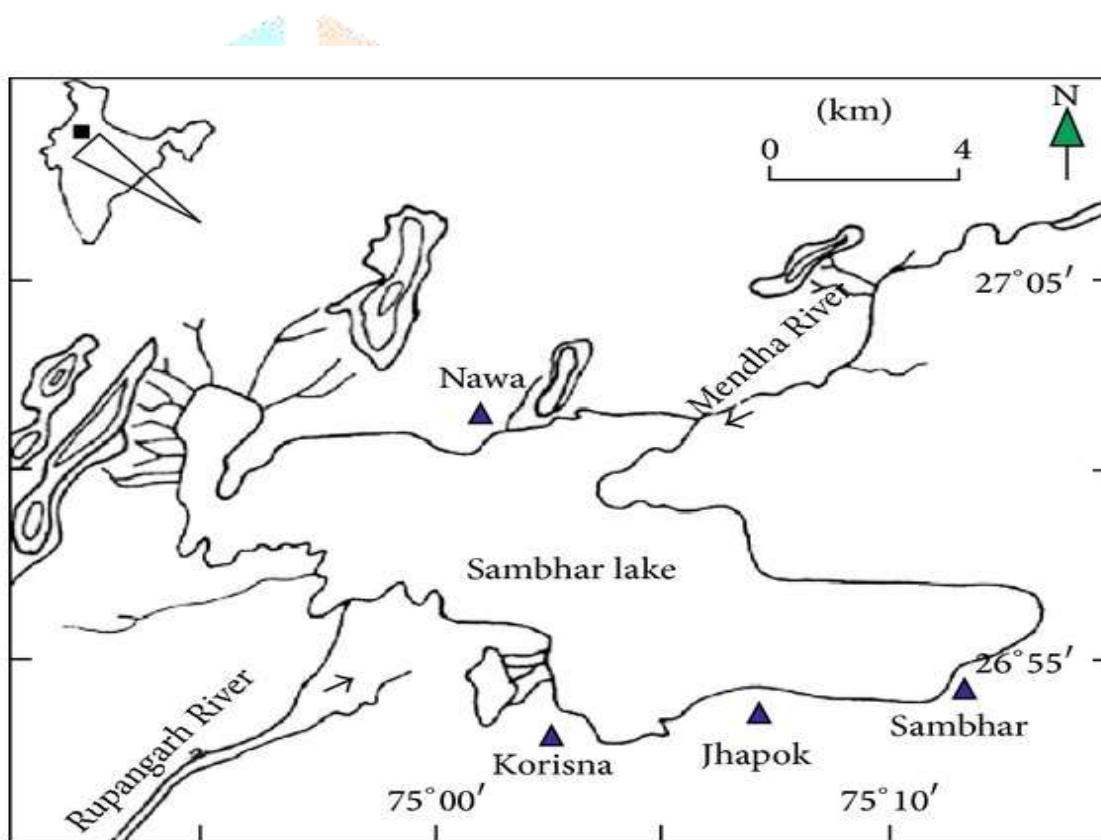 (km)
N
0 4
27°05′
Mendha River
Nawa
Sambhar lake
26°55′
Rupangarh River
Sambhar
Jhapok
Korisna
75°00′
75°10′